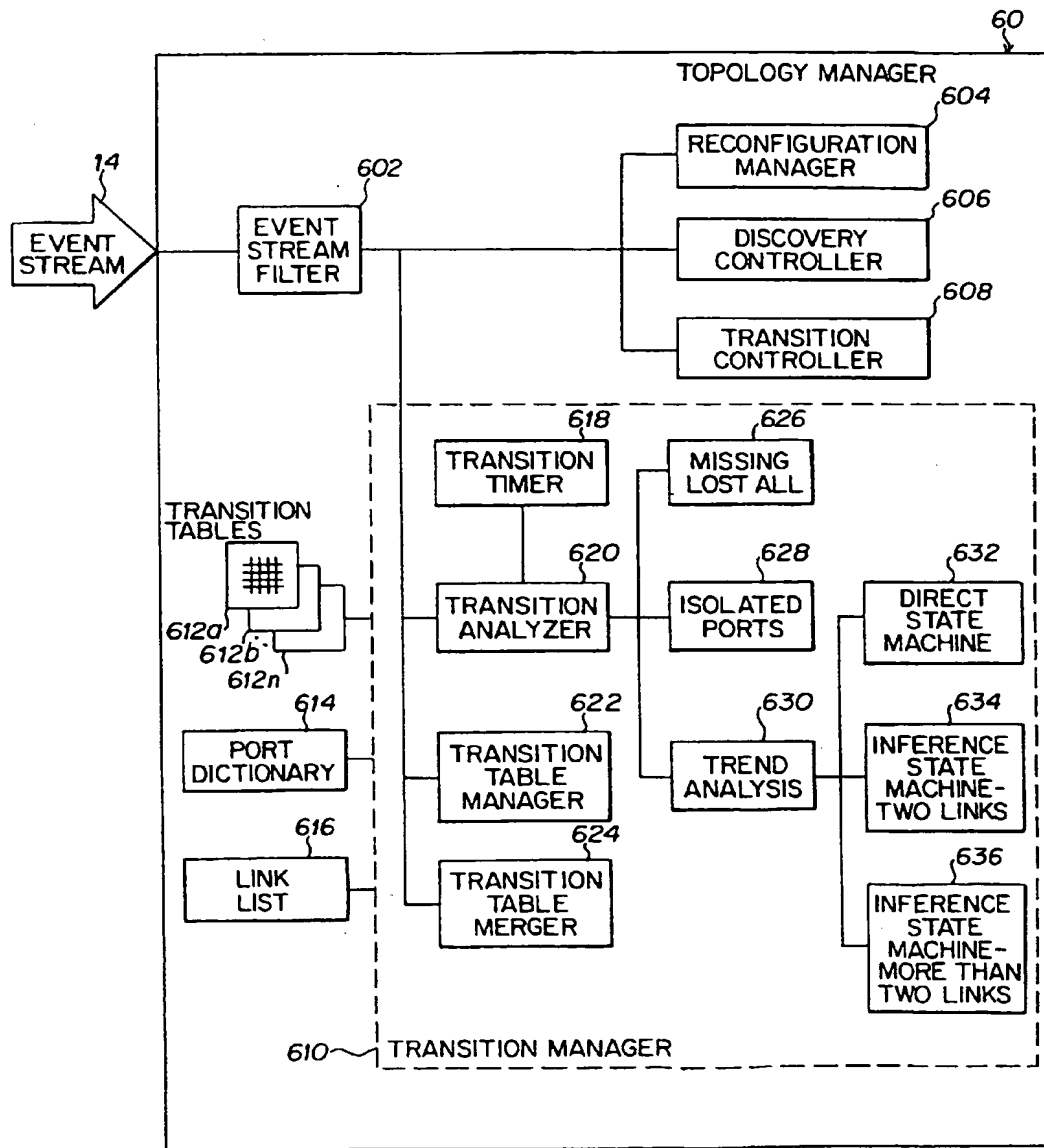 60
TOPOLOGY MANAGER
604
RECONFIGURATION
MANAGER
14
EVENT
STREAM
602
EVENT
STREAM
FILTER
606
DISCOVERY
CONTROLLER
608
TRANSITION
CONTROLLER
618
TRANSITION
TIMER
626
MISSING
LOST ALL
TRANSITION
TABLES
612a
612b
612n
620
TRANSITION
ANALYZER
628
ISOLATED
PORTS
632
DIRECT
STATE
MACHINE
614
PORT
DICTIONARY
622
TRANSITION
TABLE
MANAGER
630
TREND
ANALYSIS
634
INFERENCE
STATE
MACHINE-
TWO LINKS
616
LINK
LIST
624
TRANSITION
TABLE
MERGER
636
INFERENCE
STATE
MACHINE-
MORE THAN
TWO LINKS
610
TRANSITION MANAGER